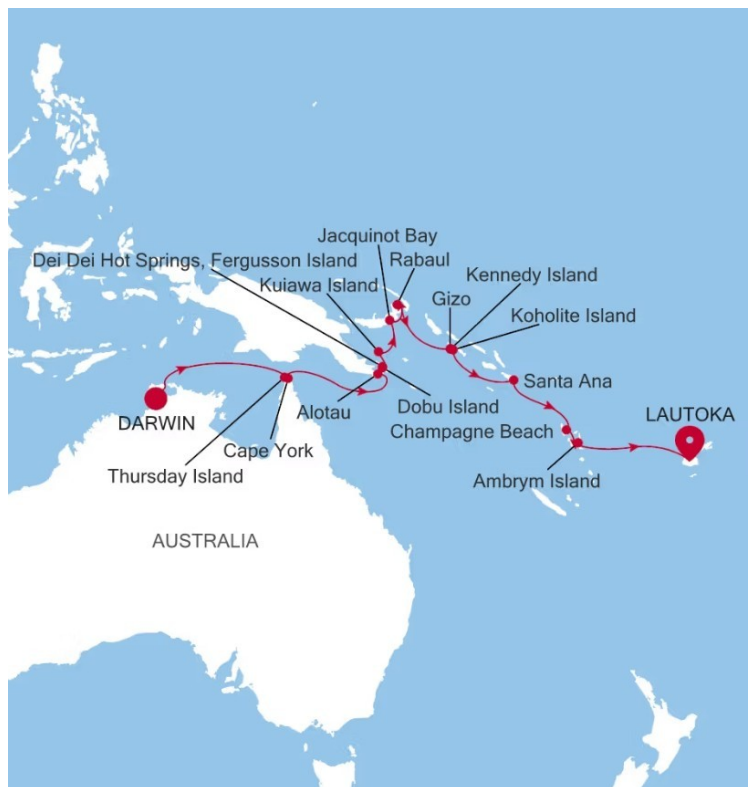 Jacquinot Bay
Rabaul
Dei Dei Hot Springs, Fergusson Island
Kennedy Island
Kuiawa Island
Gizo
Koholite Island
Santa Ana
Alotau
Dobu Island
DARWIN
LAUTOKA
Champagne Beach
Cape York
Thursday Island
Ambrym Island
AUSTRALIA